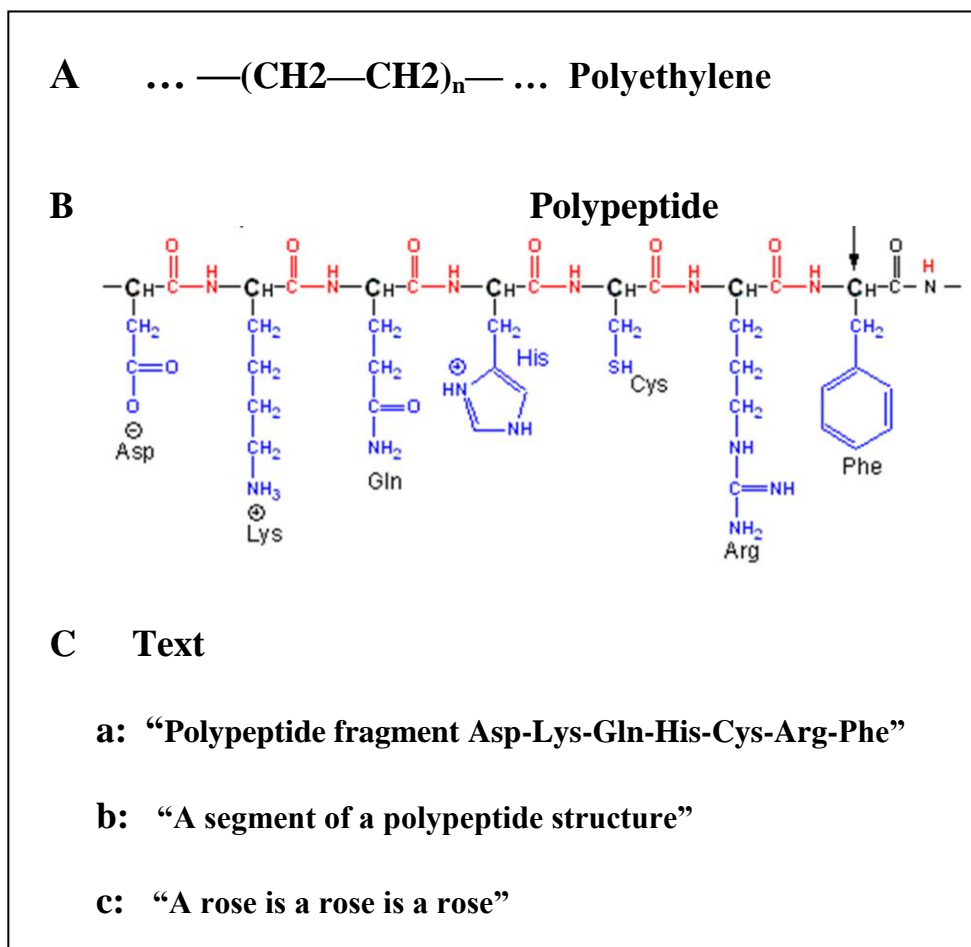 A … —(CH2—CH2)n— … Polyethylene
B Polypeptide
O O O O O O O H
CH C N CH C N CH C N CH C N CH C N CH C N CH C N
H H H H H H
CH2 CH2 CH2 CH2 CH2 CH2 CH2
C O CH2 CH2 SH CH2
O CH2 C O HN NH CH2
⊖ CH2 NH2 ⊕ NH
Asp NH3 Gln His Cys C NH Phe
⊕ NH2
Lys Arg
C Text
a: “Polypeptide fragment Asp-Lys-Gln-His-Cys-Arg-Phe”
b: “A segment of a polypeptide structure”
c: “A rose is a rose is a rose”